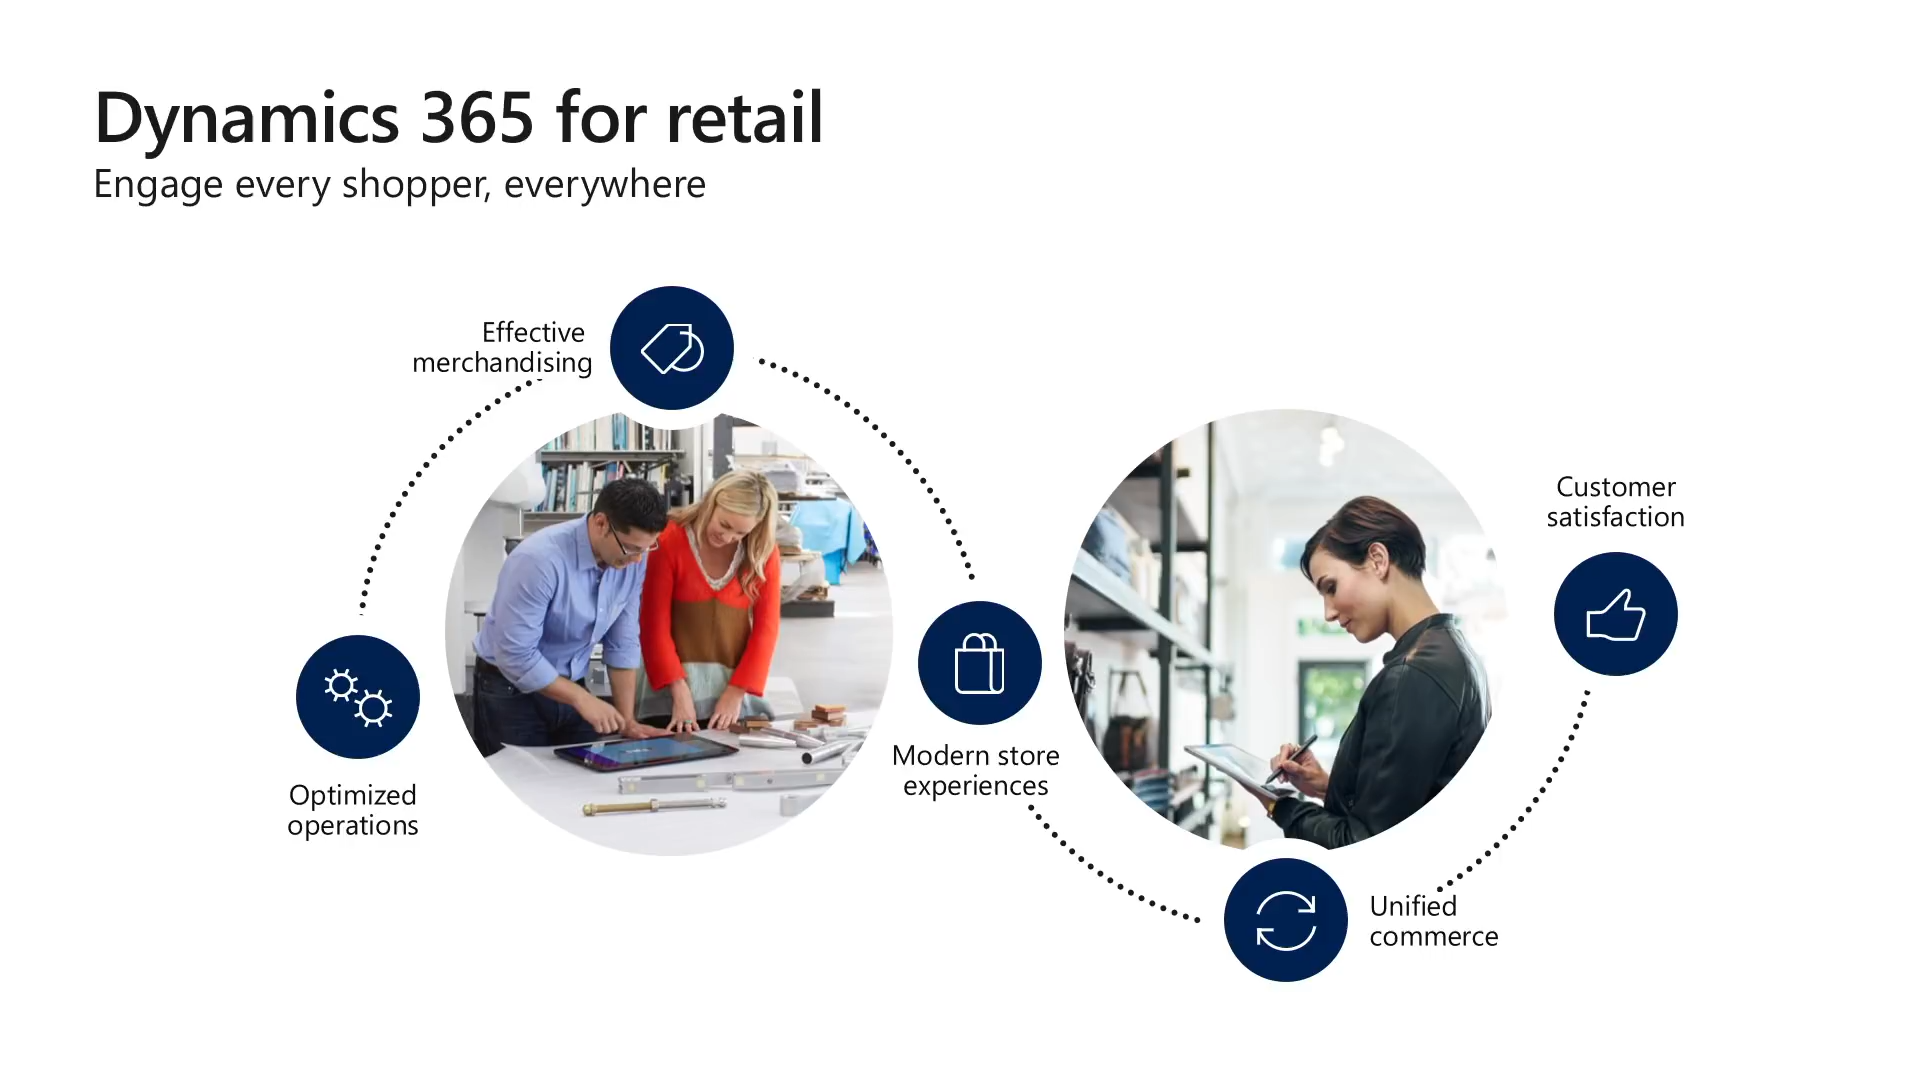 Dynamics 365 for retail
Engage every shopper, everywhere
Effective
merchandising
Optimized
operations
Modern store
experiences
Unified
commerce
Customer
satisfaction